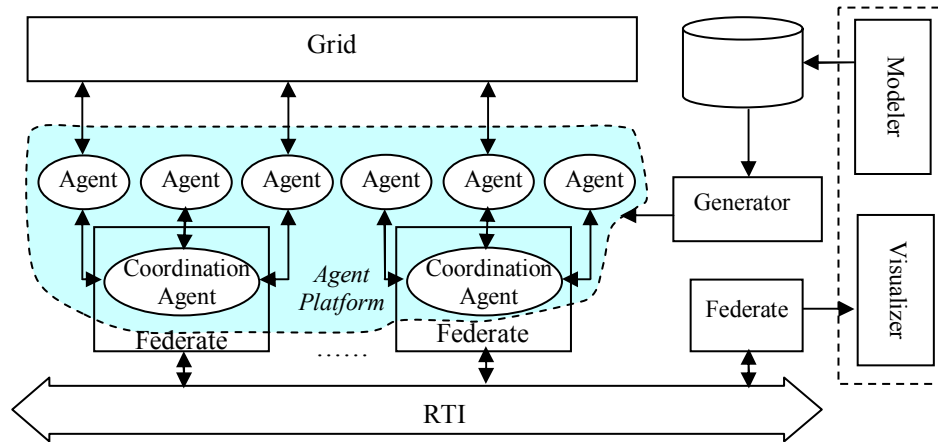 Grid
Modeler
Agent
Agent
Agent
Agent
Agent
Agent
Generator
Coordination
Agent
Agent
Platform
Coordination
Agent
Visualizer
Federate
Federate
Federate
......
RTI